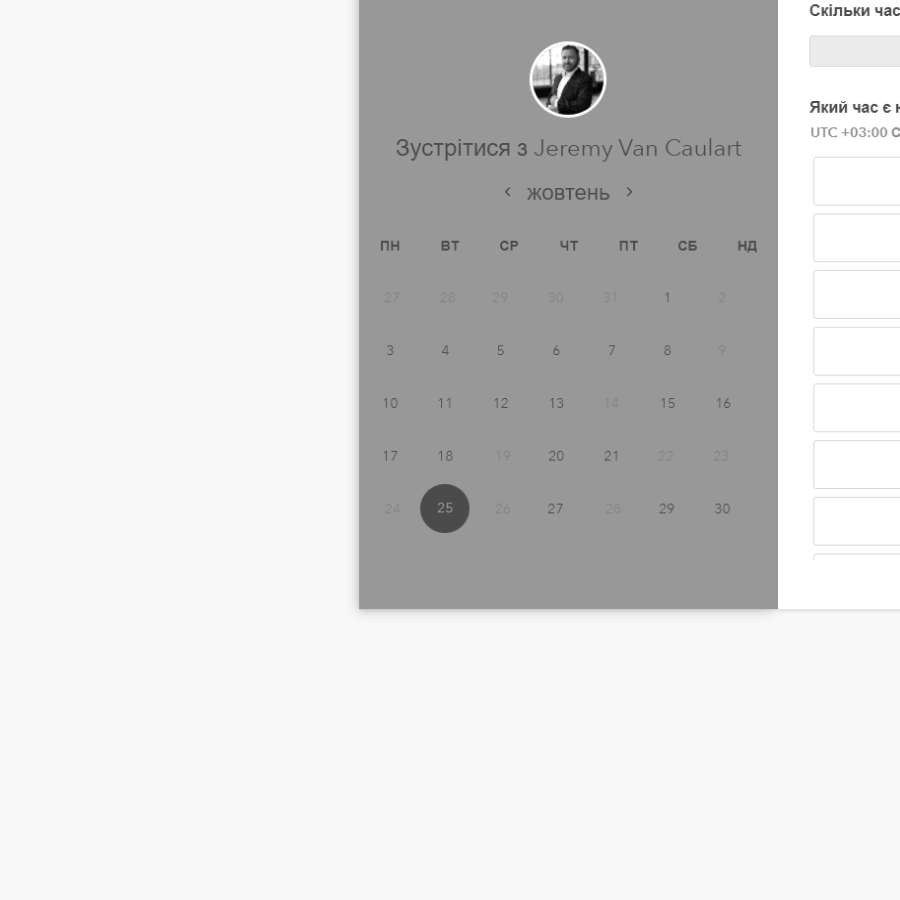 Скільки час
Який час є н
UTC +03:00
Зустрітися з Jeremy Van Caulart
жовтень
ПН ВТ СР ЧТ ПТ СБ НД
27 28 29 30 31 1 2
3 4 5 6 7 8 9
10 11 12 13 14 15 16
17 18 19 20 21 22 23
24 25 26 27 28 29 30